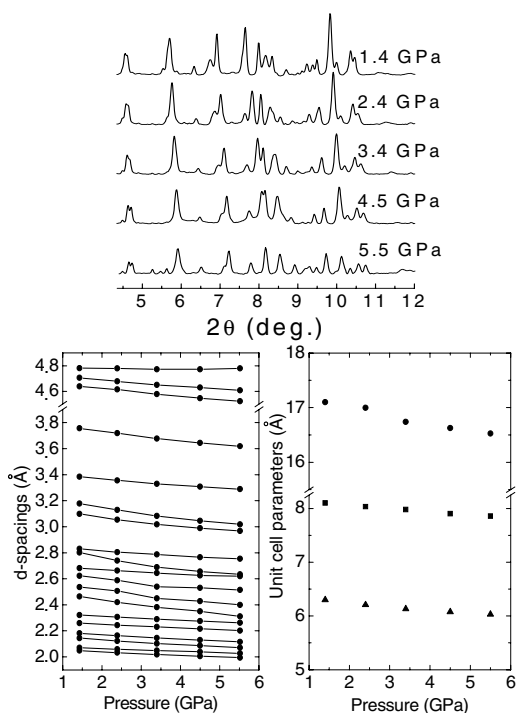 1.4 GPa
2.4 GPa
3.4 GPa
4.5 GPa
5.5 GPa
5 6 7 8 9 10 11 12
2θ (deg.)
4.8
4.6
3.8
3.6
3.4
3.2
3.0
2.8
2.6
2.4
2.2
2.0
d-spacings (Å)
1 2 3 4 5 6
Pressure (GPa)
18
17
16
8
7
6
5
Unit cell parameters (Å)
1 2 3 4 5 6
Pressure (GPa)